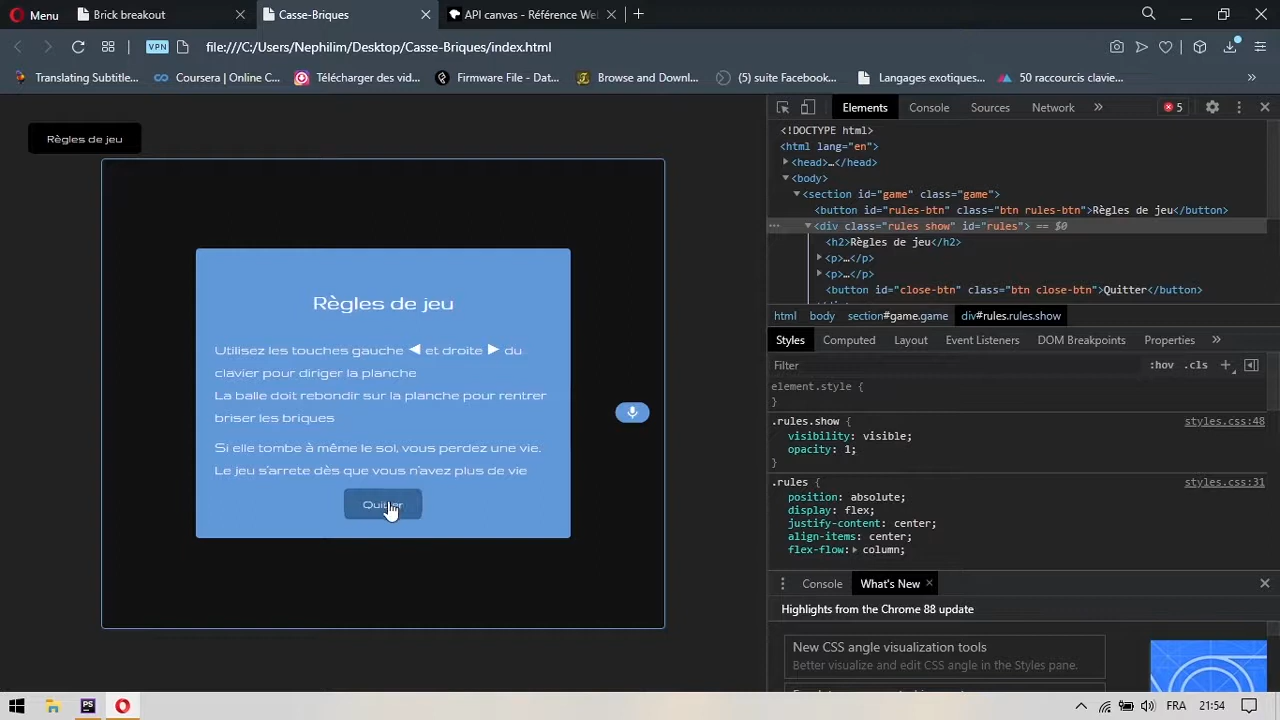 Menu
Brick breakout
Casse-Briques
API canvas - Référence We
VPN
file:///C:/Users/Nephilim/Desktop/Casse-Briques/index.html
Translating Subtitle...
Coursera | Online C...
Télécharger des vid...
Firmware File - Dat...
Browse and Downl...
(5) suite Facebook...
Langages exotiques...
50 raccourcis clavie...
Règles de jeu
Règles de jeu
Utilisez les touches gauche ◄ et droite ► du
clavier pour diriger la planche
La balle doit rebondir sur la planche pour rentrer
briser les briques
Si elle tombe à même le sol, vous perdez une vie.
Le jeu s'arrete dès que vous n'avez plus de vie
Quitter
Elements
Console
Sources
Network
»
5
<!DOCTYPE html>
<html lang="en">
<head>…</head>
<body>
<section id="game" class="game">
<button id="rules-btn" class="btn rules-btn">Règles de jeu</button>
<div class="rules show" id="rules"> == $0
<h2>Règles de jeu</h2>
<p>…</p>
<p>…</p>
<button id="close-btn" class="btn close-btn">Quitter</button>
html body section#game.game div#rules.rules.show
Styles Computed Layout Event Listeners DOM Breakpoints Properties »
Filter
:hov .cls +
element.style {
}
.rules.show {
styles.css:48
visibility: visible;
opacity: 1;
}
.rules {
styles.css:31
position: absolute;
display: flex;
justify-content: center;
align-items: center;
flex-flow: column;
Console What's New
Highlights from the Chrome 88 update
New CSS angle visualization tools
Better visualize and edit CSS angle in the Styles pane.
PS
FRA
21:54